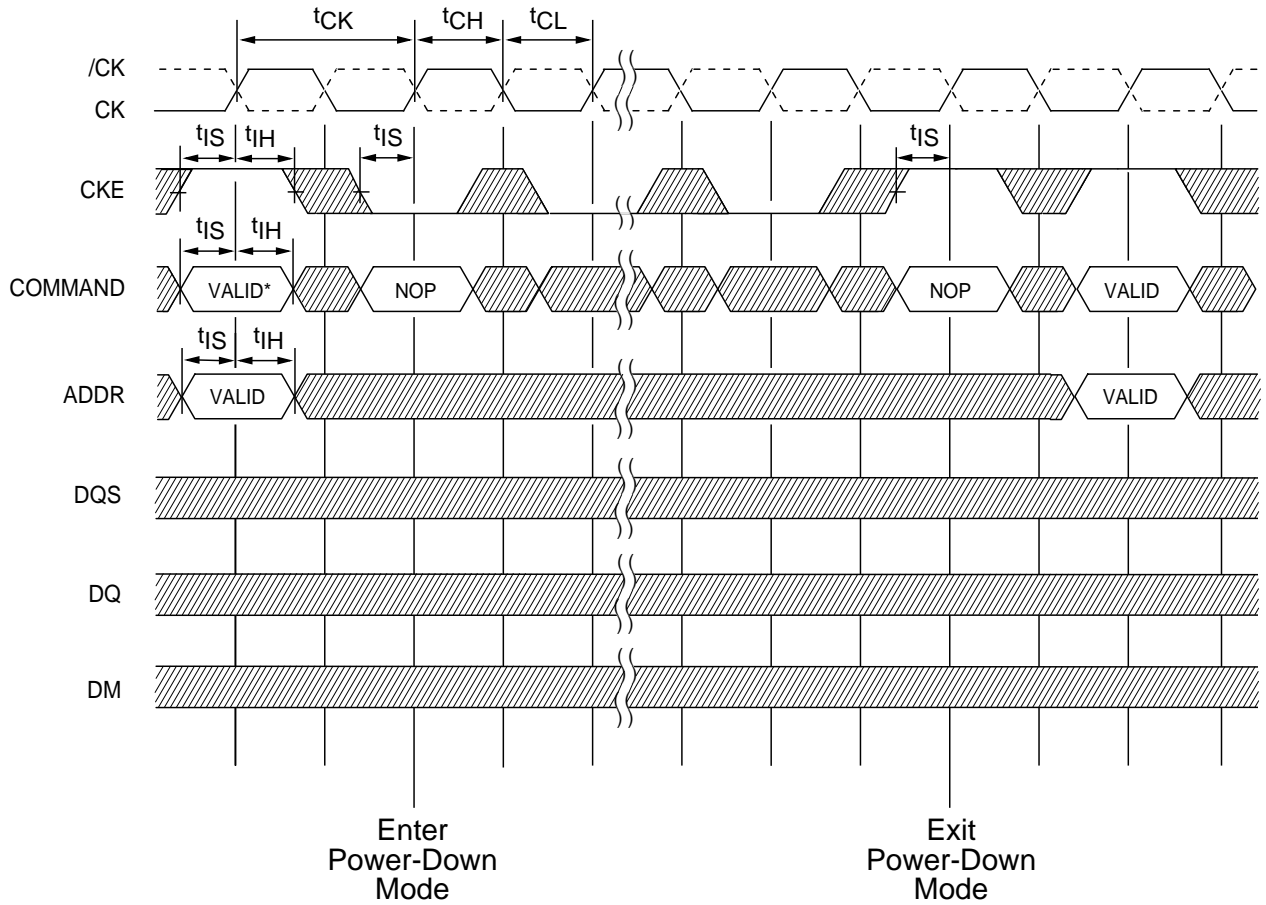 tCK tCH tCL
/CK
CK
tIS tIH tIS tIS
CKE
tIS tIH
COMMAND VALID* NOP NOP VALID
tIS tIH
ADDR VALID VALID
DQS
DQ
DM
Enter
Power-Down
Mode
Exit
Power-Down
Mode